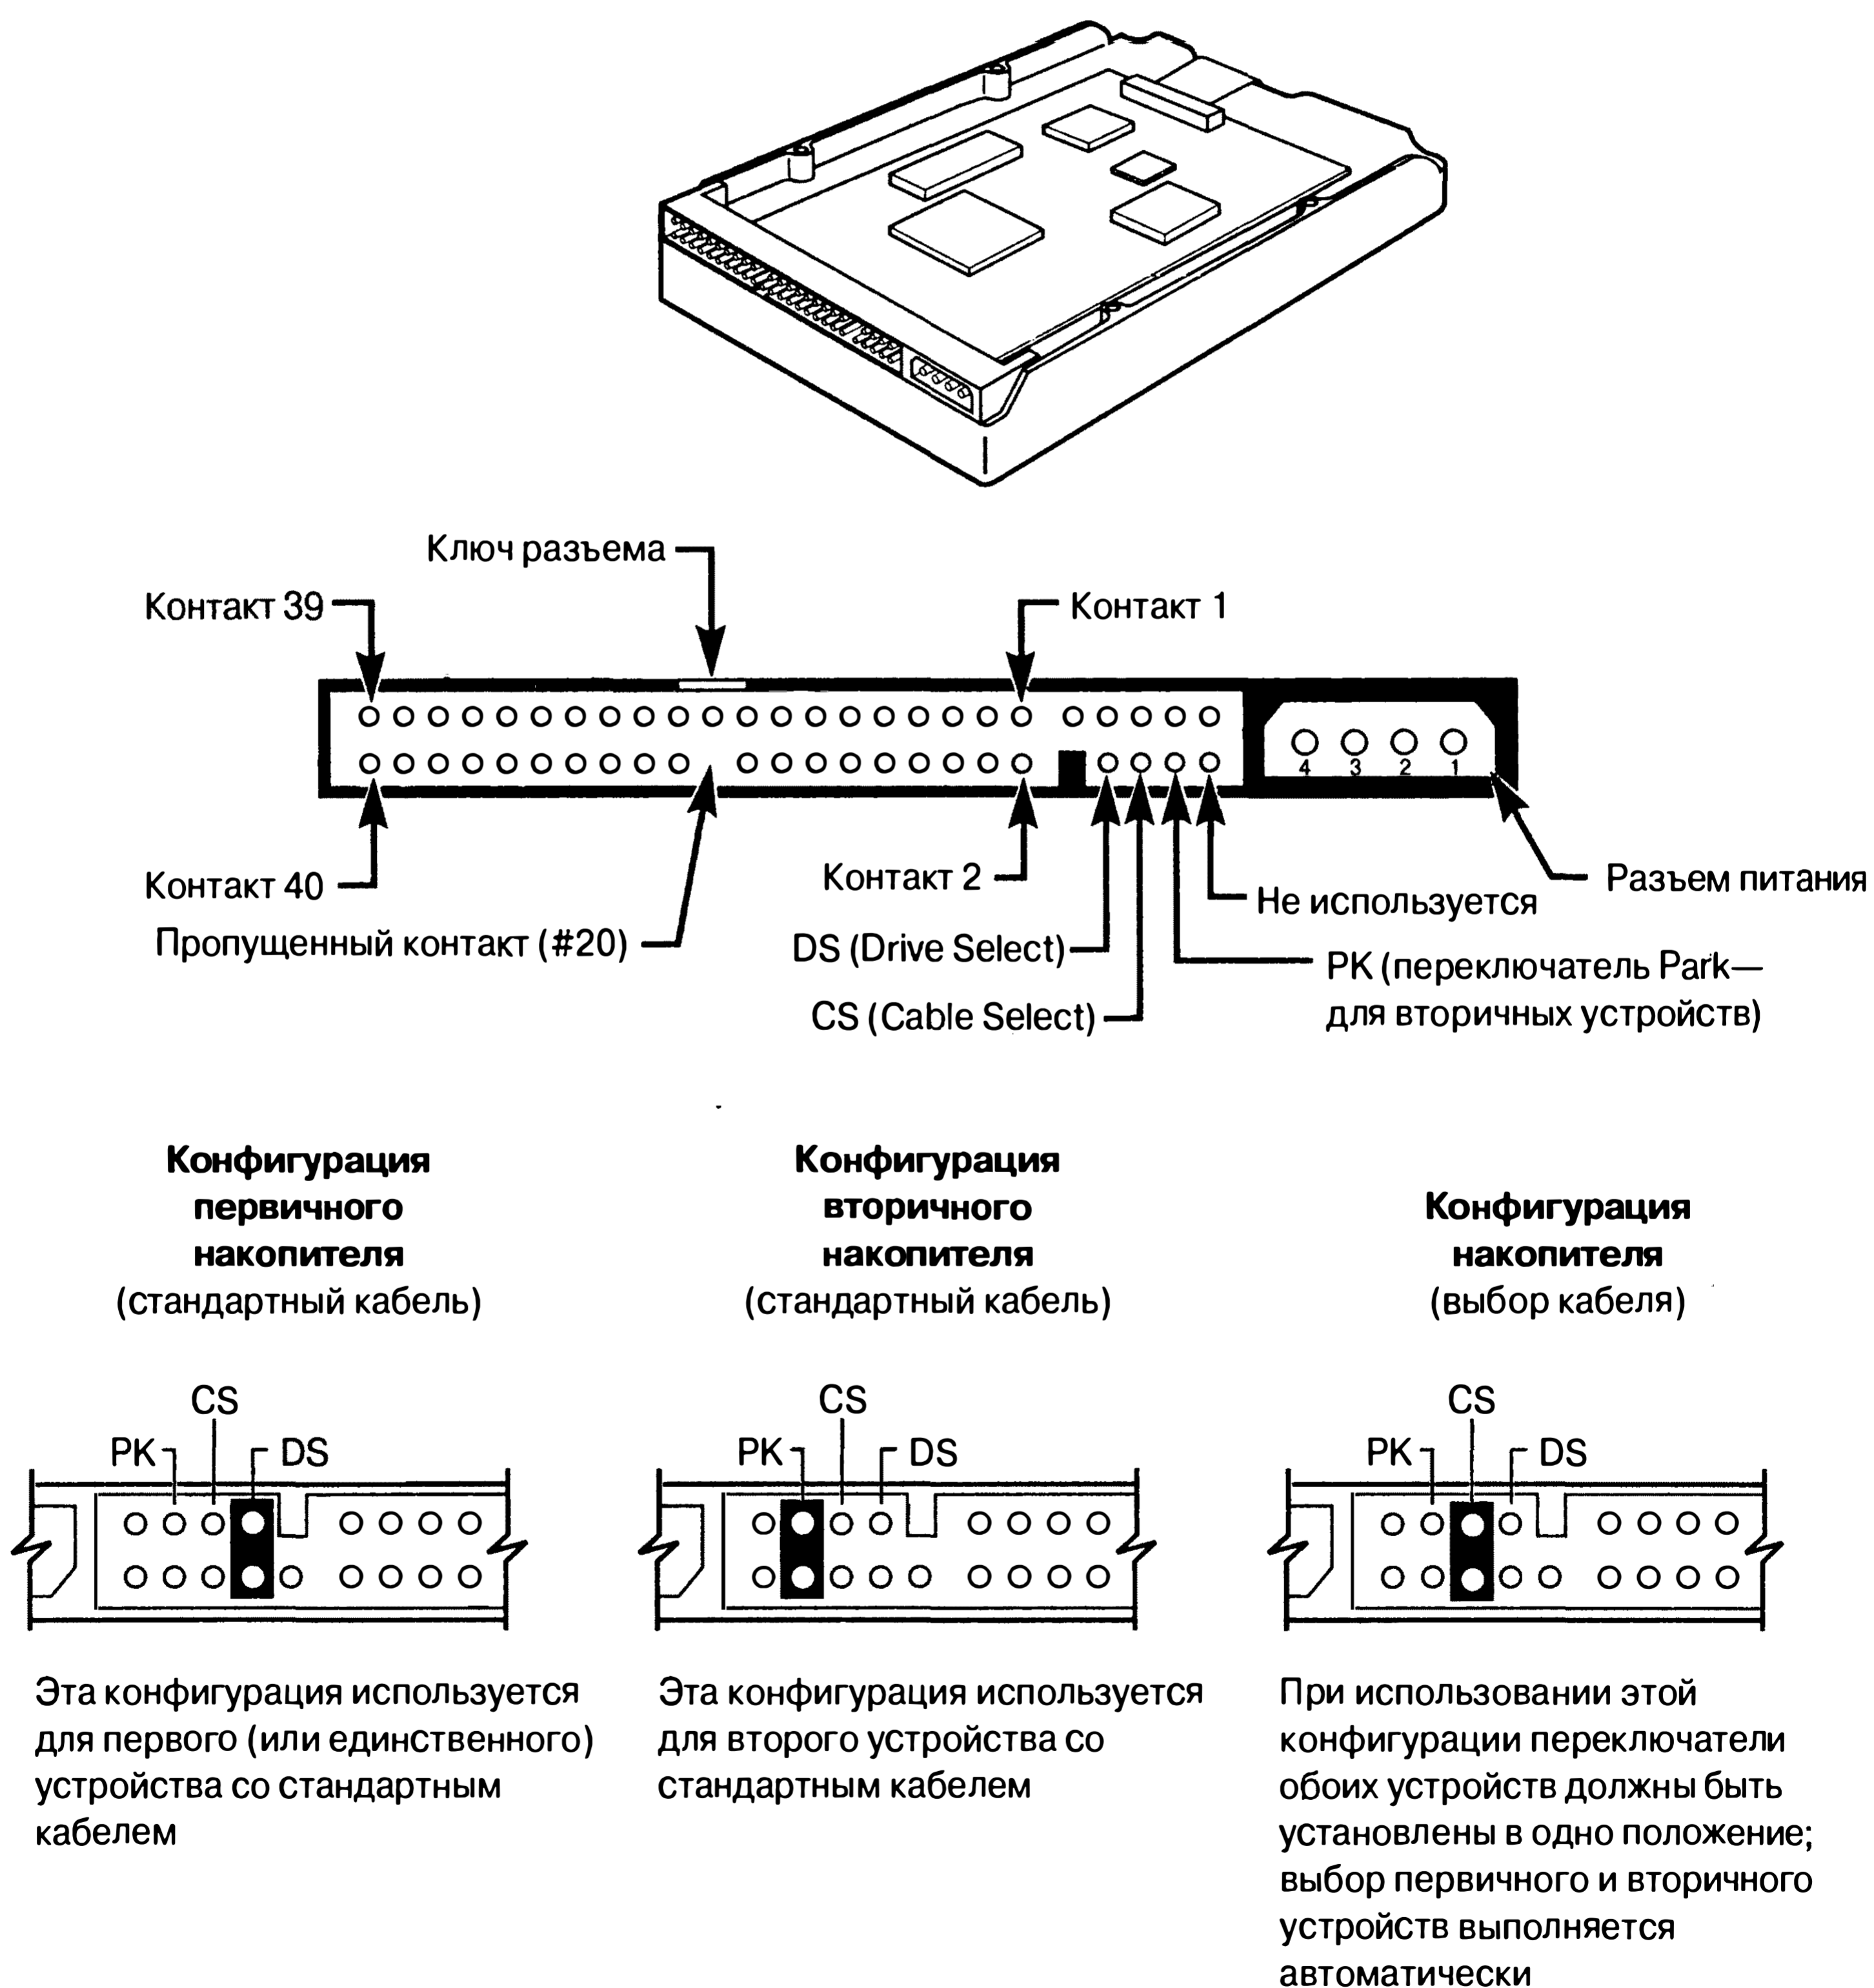 Ключ разъема
Контакт 39
Контакт 1
4 3 2 1
Контакт 40
Контакт 2
Разъем питания
Не используется
Пропущенный контакт (#20)
DS (Drive Select)
PK (переключатель Park—
для вторичных устройств)
CS (Cable Select)
Конфигурация
первичного
накопителя
(стандартный кабель)
CS
PK
DS
Эта конфигурация используется
для первого (или единственного)
устройства со стандартным
кабелем
Конфигурация
вторичного
накопителя
(стандартный кабель)
CS
PK
DS
Эта конфигурация используется
для второго устройства со
стандартным кабелем
Конфигурация
накопителя
(выбор кабеля)
CS
PK
DS
При использовании этой
конфигурации переключатели
обоих устройств должны быть
установлены в одно положение;
выбор первичного и вторичного
устройств выполняется
автоматически